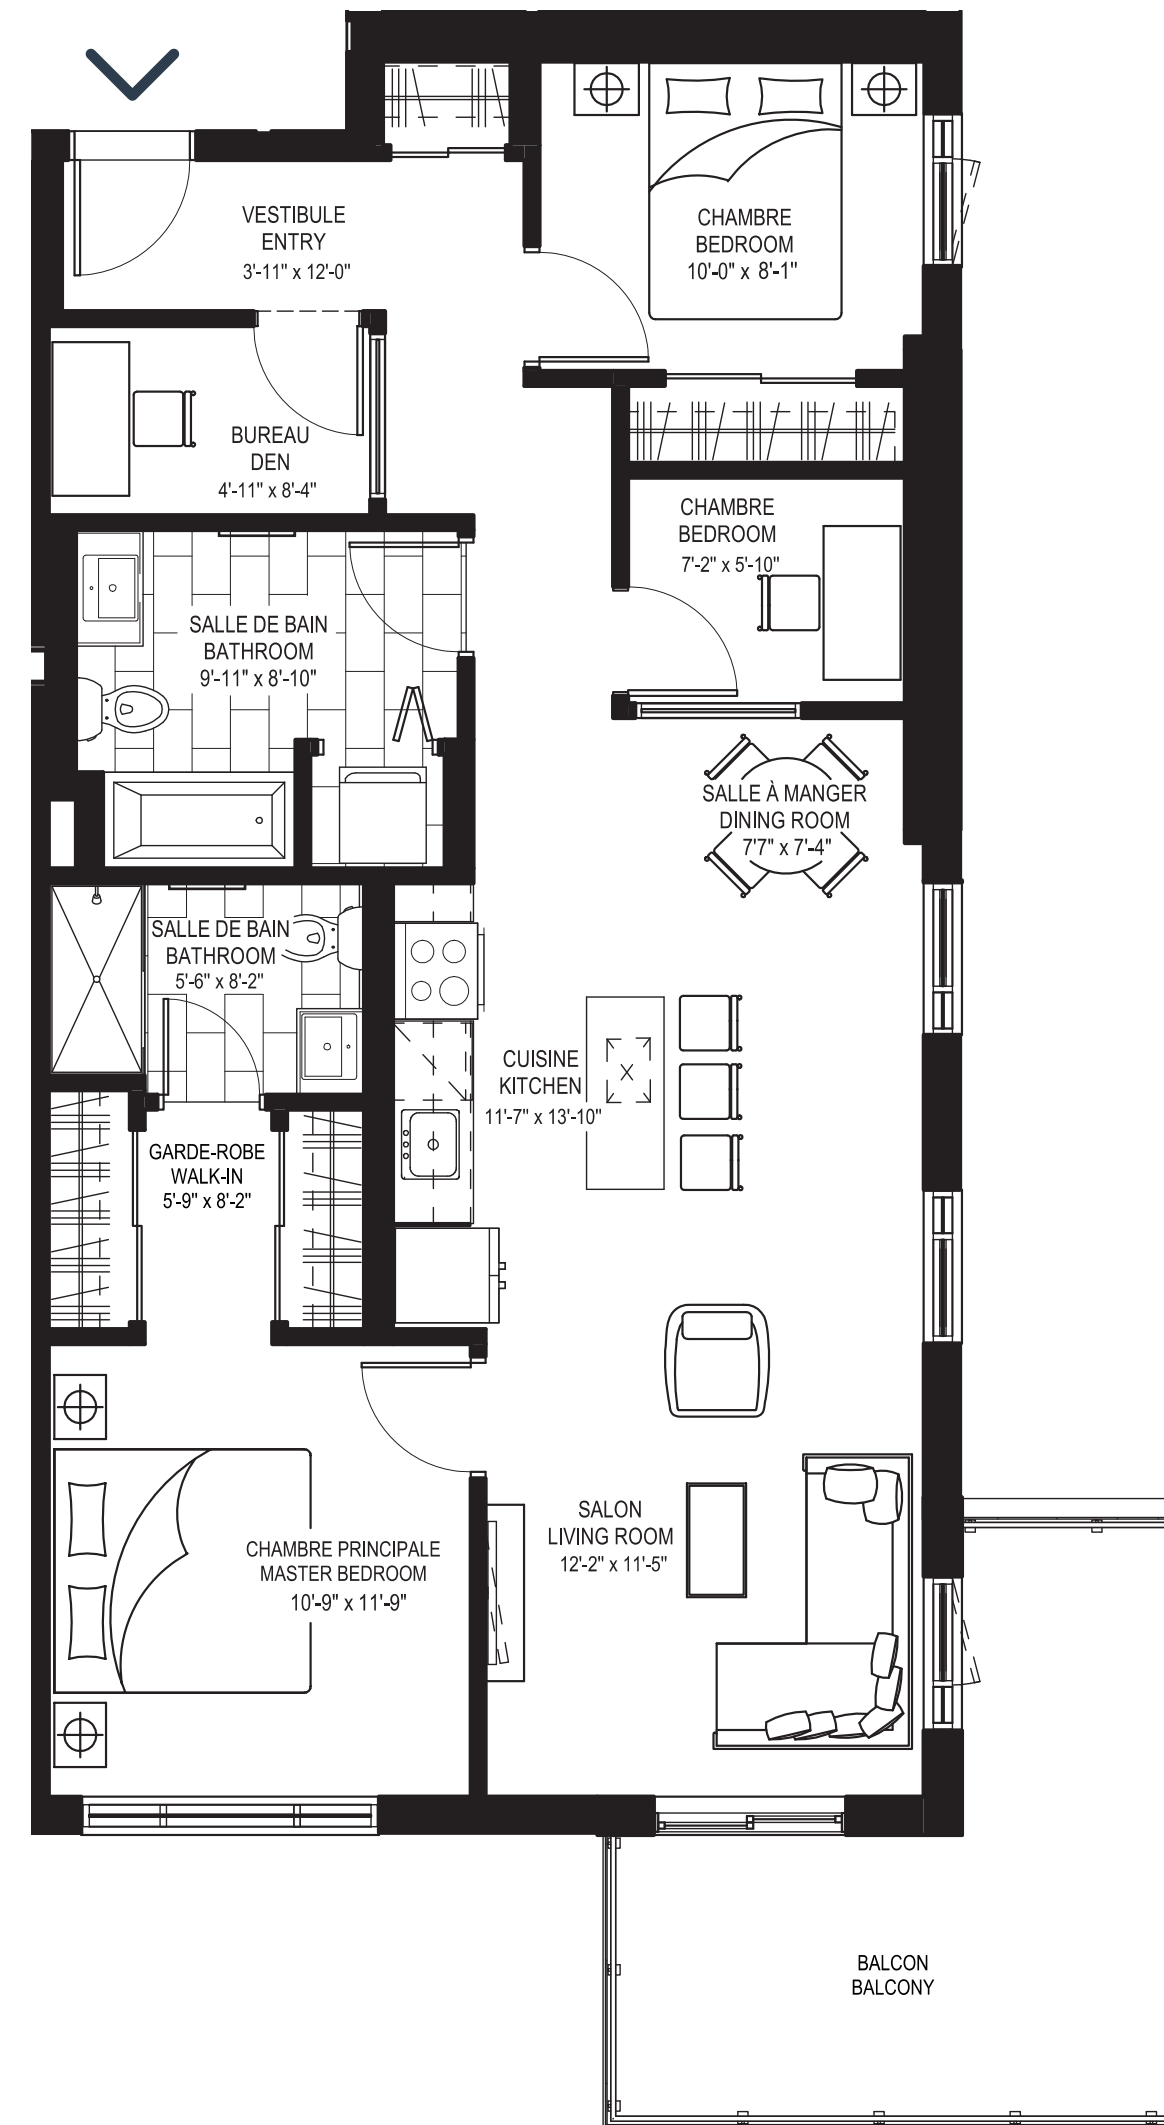 VESTIBULE
ENTRY
3'-11" x 12'-0"
CHAMBRE
BEDROOM
10'-0" x 8'-1"
BUREAU
DEN
4'-11" x 8'-4"
CHAMBRE
BEDROOM
7'-2" x 5'-10"
SALLE DE BAIN
BATHROOM
9'-11" x 8'-10"
SALLE À MANGER
DINING ROOM
7'7" x 7'-4"
SALLE DE BAIN
BATHROOM
5'-6" x 8'-2"
CUISINE
KITCHEN
11'-7" x 13'-10"
GARDE-ROBE
WALK-IN
5'-9" x 8'-2"
SALON
LIVING ROOM
12'-2" x 11'-5"
CHAMBRE PRINCIPALE
MASTER BEDROOM
10'-9" x 11'-9"
BALCON
BALCONY